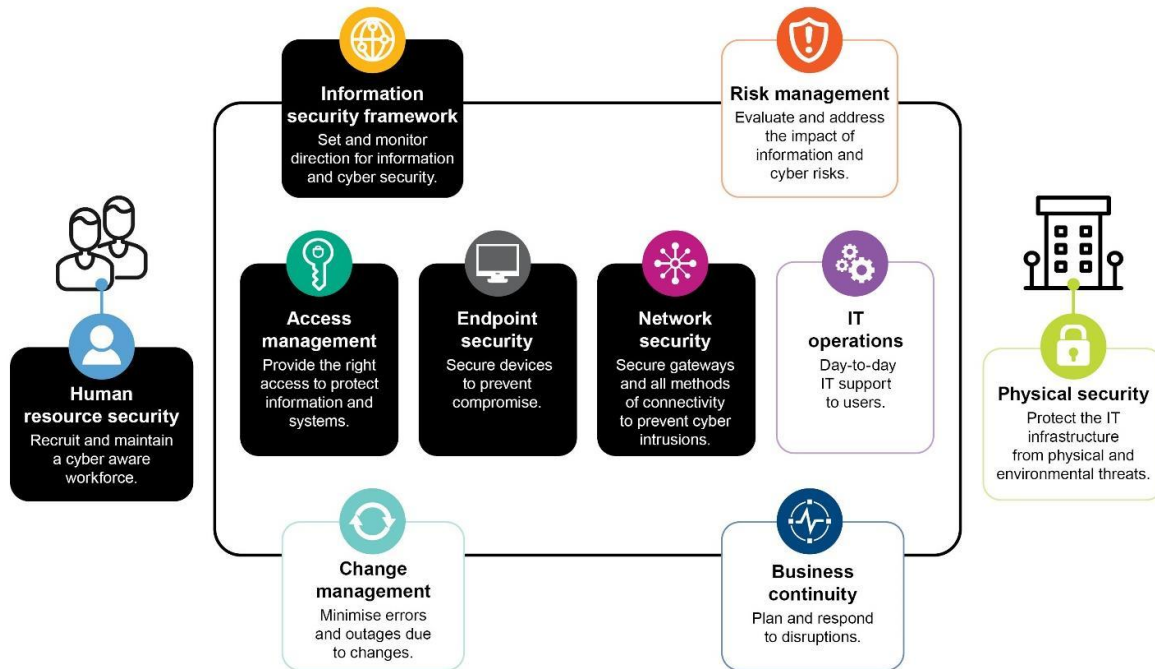 Information
security framework
Set and monitor
direction for information
and cyber security.
Risk management
Evaluate and address
the impact of
information and
cyber risks.
Human
resource security
Recruit and maintain
a cyber aware
workforce.
Access
management
Provide the right
access to protect
information and
systems.
Endpoint
security
Secure devices
to prevent
compromise.
Network
security
Secure gateways
and all methods
of connectivity
to prevent cyber
intrusions.
IT
operations
Day-to-day
IT support
to users.
Physical security
Protect the IT
infrastructure
from physical and
environmental threats.
Change
management
Minimise errors
and outages due
to changes.
Business
continuity
Plan and respond
to disruptions.